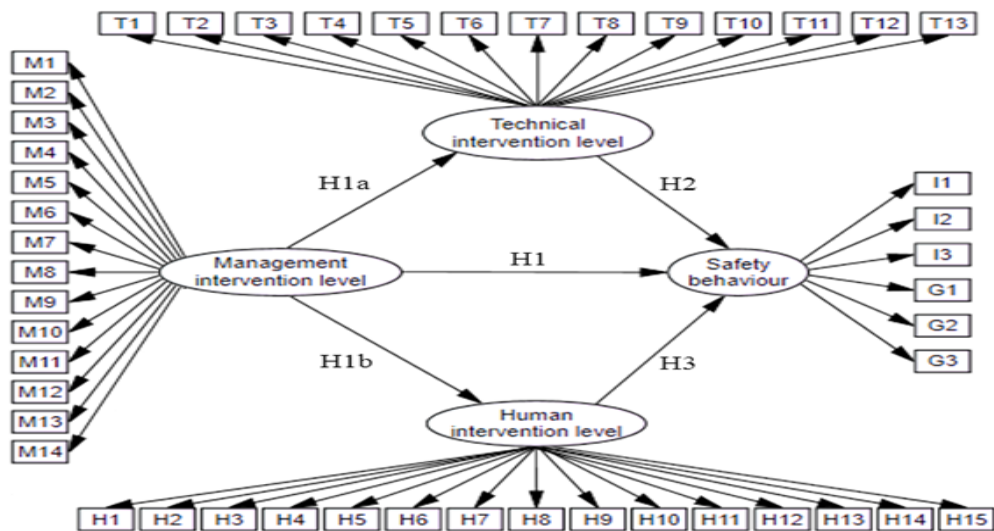 T1 T2 T3 T4 T5 T6 T7 T8 T9 T10 T11 T12 T13
M1
M2
M3
M4
M5
M6
M7
M8
M9
M10
M11
M12
M13
M14
Technical
intervention level
H1a
H2
Management
intervention level
H1
Safety
behaviour
H1b
H3
Human
intervention level
I1
I2
I3
G1
G2
G3
H1 H2 H3 H4 H5 H6 H7 H8 H9 H10 H11 H12 H13 H14 H15